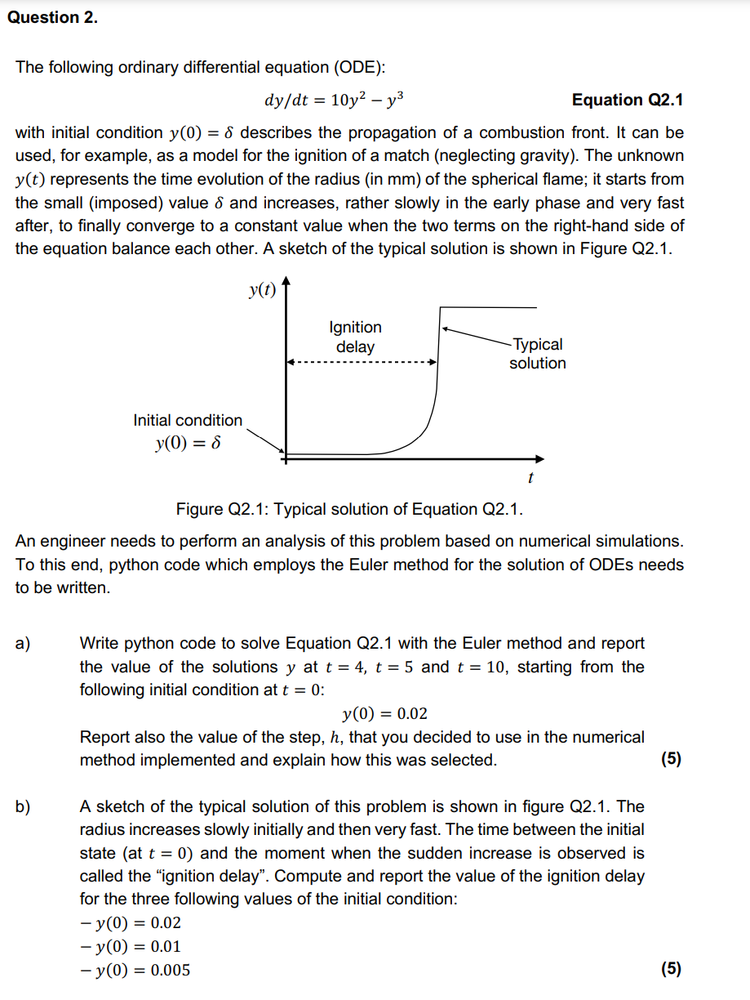 Question 2.
The following ordinary differential equation (ODE):
dy/dt = 10y² − y³ Equation Q2.1
with initial condition y(0) = δ describes the propagation of a combustion front. It can be
used, for example, as a model for the ignition of a match (neglecting gravity). The unknown
y(t) represents the time evolution of the radius (in mm) of the spherical flame; it starts from
the small (imposed) value δ and increases, rather slowly in the early phase and very fast
after, to finally converge to a constant value when the two terms on the right-hand side of
the equation balance each other. A sketch of the typical solution is shown in Figure Q2.1.
y(t)
Ignition
delay
Typical
solution
Initial condition
y(0) = δ
t
Figure Q2.1: Typical solution of Equation Q2.1.
An engineer needs to perform an analysis of this problem based on numerical simulations.
To this end, python code which employs the Euler method for the solution of ODEs needs
to be written.
a) Write python code to solve Equation Q2.1 with the Euler method and report
the value of the solutions y at t = 4, t = 5 and t = 10, starting from the
following initial condition at t = 0:
y(0) = 0.02
Report also the value of the step, h, that you decided to use in the numerical
method implemented and explain how this was selected. (5)
b) A sketch of the typical solution of this problem is shown in figure Q2.1. The
radius increases slowly initially and then very fast. The time between the initial
state (at t = 0) and the moment when the sudden increase is observed is
called the “ignition delay”. Compute and report the value of the ignition delay
for the three following values of the initial condition:
− y(0) = 0.02
− y(0) = 0.01
− y(0) = 0.005 (5)